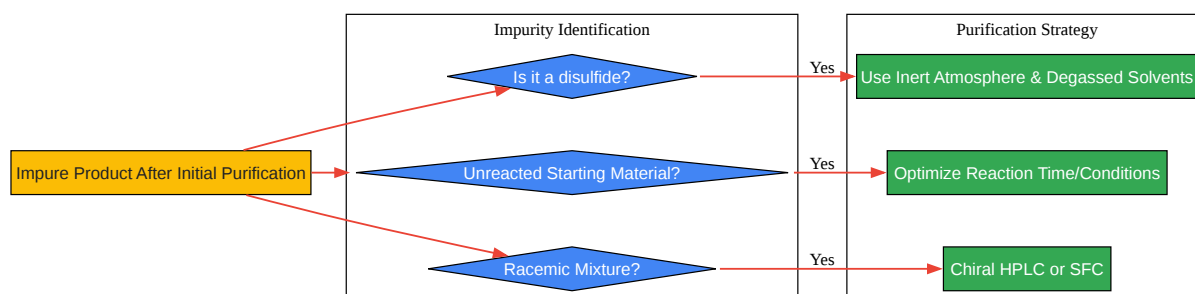 Impurity Identification
Purification Strategy
Is it a disulfide?
Yes
Use Inert Atmosphere & Degassed Solvents
Impure Product After Initial Purification
Unreacted Starting Material?
Yes
Optimize Reaction Time/Conditions
Racemic Mixture?
Yes
Chiral HPLC or SFC